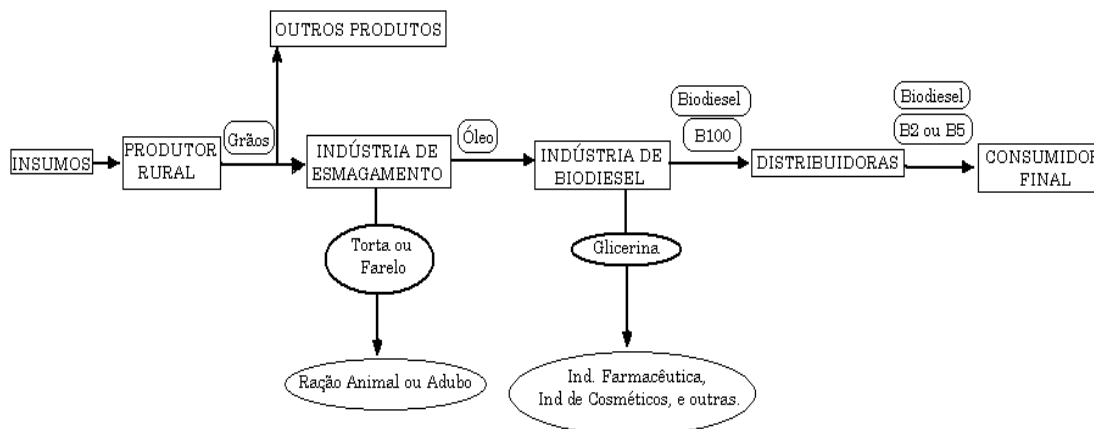 OUTROS PRODUTOS
INSUMOS
PRODUTOR
RURAL
Grãos
INDÚSTRIA DE
ESMAGAMENTO
Óleo
INDÚSTRIA DE
BIODIESEL
Biodiesel
B100
DISTRIBUIDORAS
Biodiesel
B2 ou B5
CONSUMIDOR
FINAL
Torta ou
Farelo
Glicerina
Ração Animal ou Adubo
Ind. Farmacêutica,
Ind de Cosméticos, e outras.